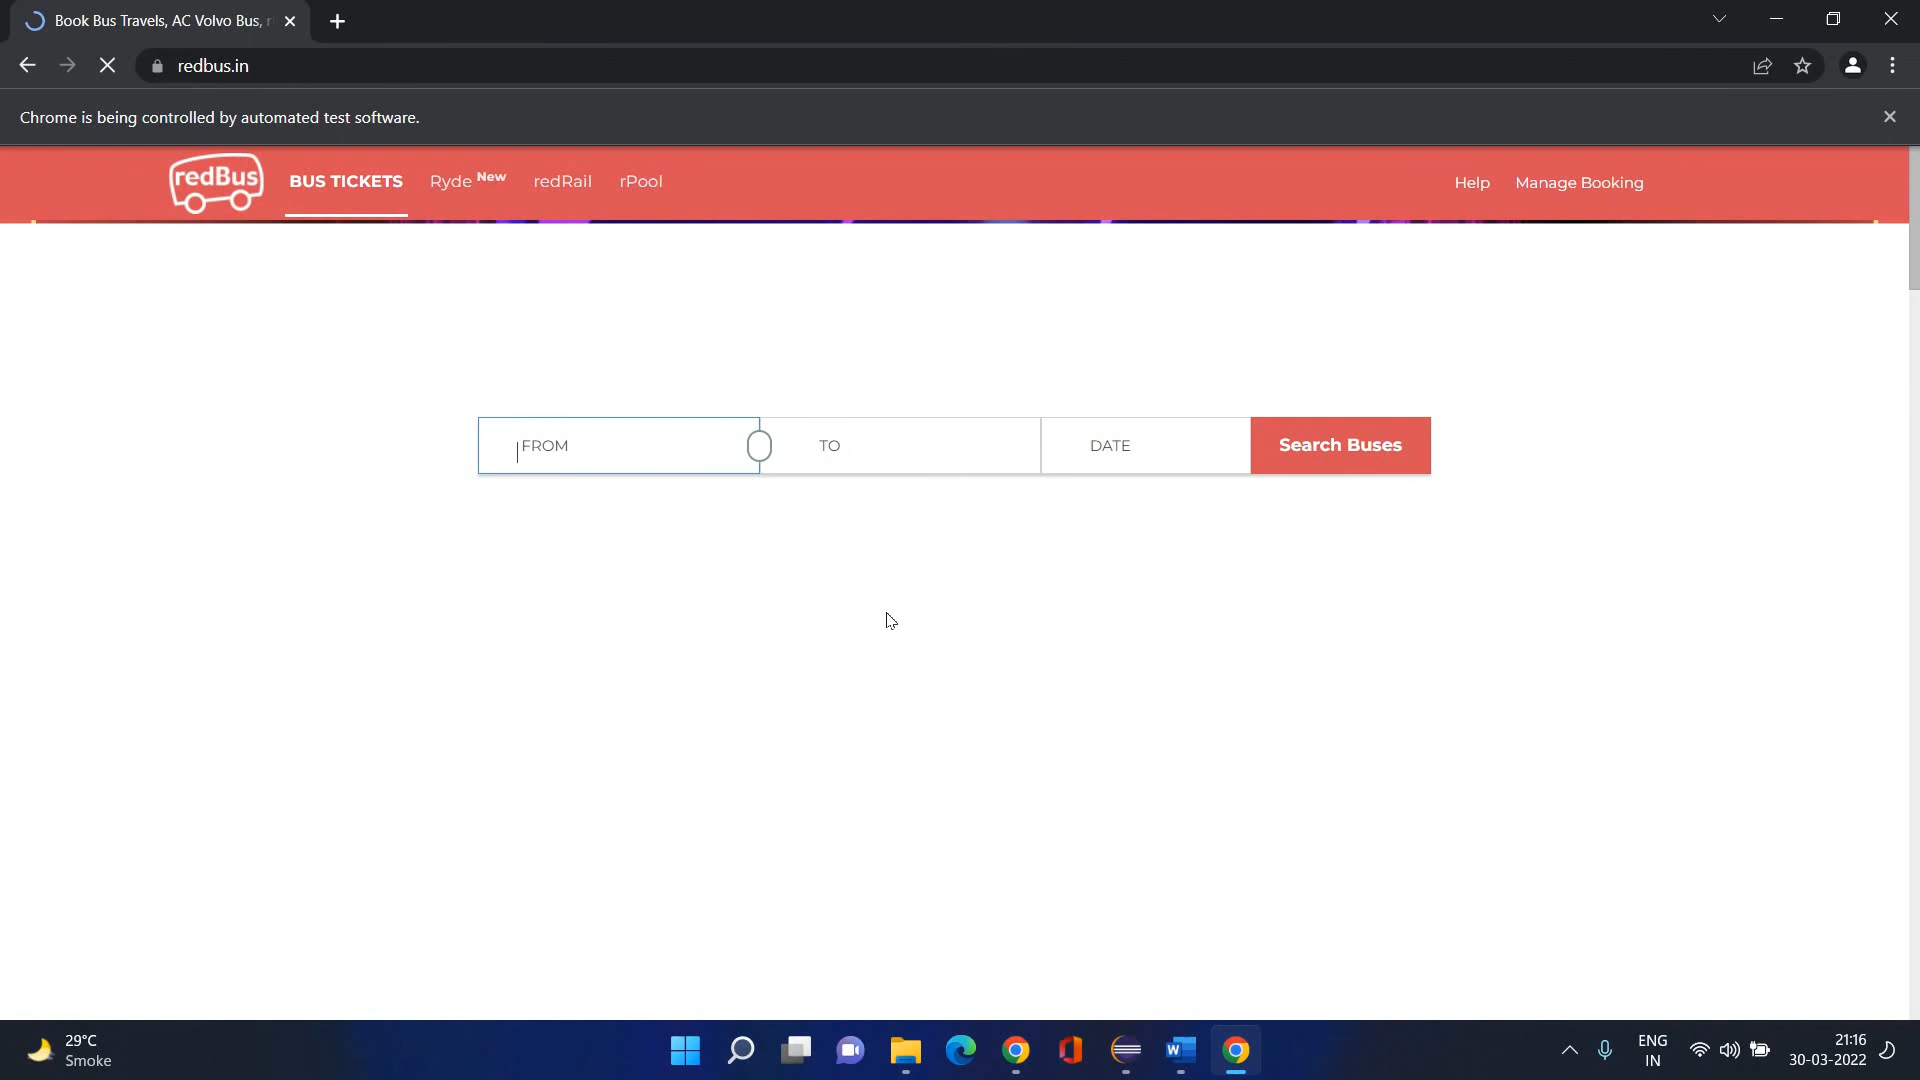 Book Bus Travels, AC Volvo Bus, r
redbus.in
Chrome is being controlled by automated test software.
redBus BUS TICKETS Ryde New redRail rPool Help Manage Booking
FROM TO DATE Search Buses
29°C
Smoke
W
ENG
IN
21:16
30-03-2022